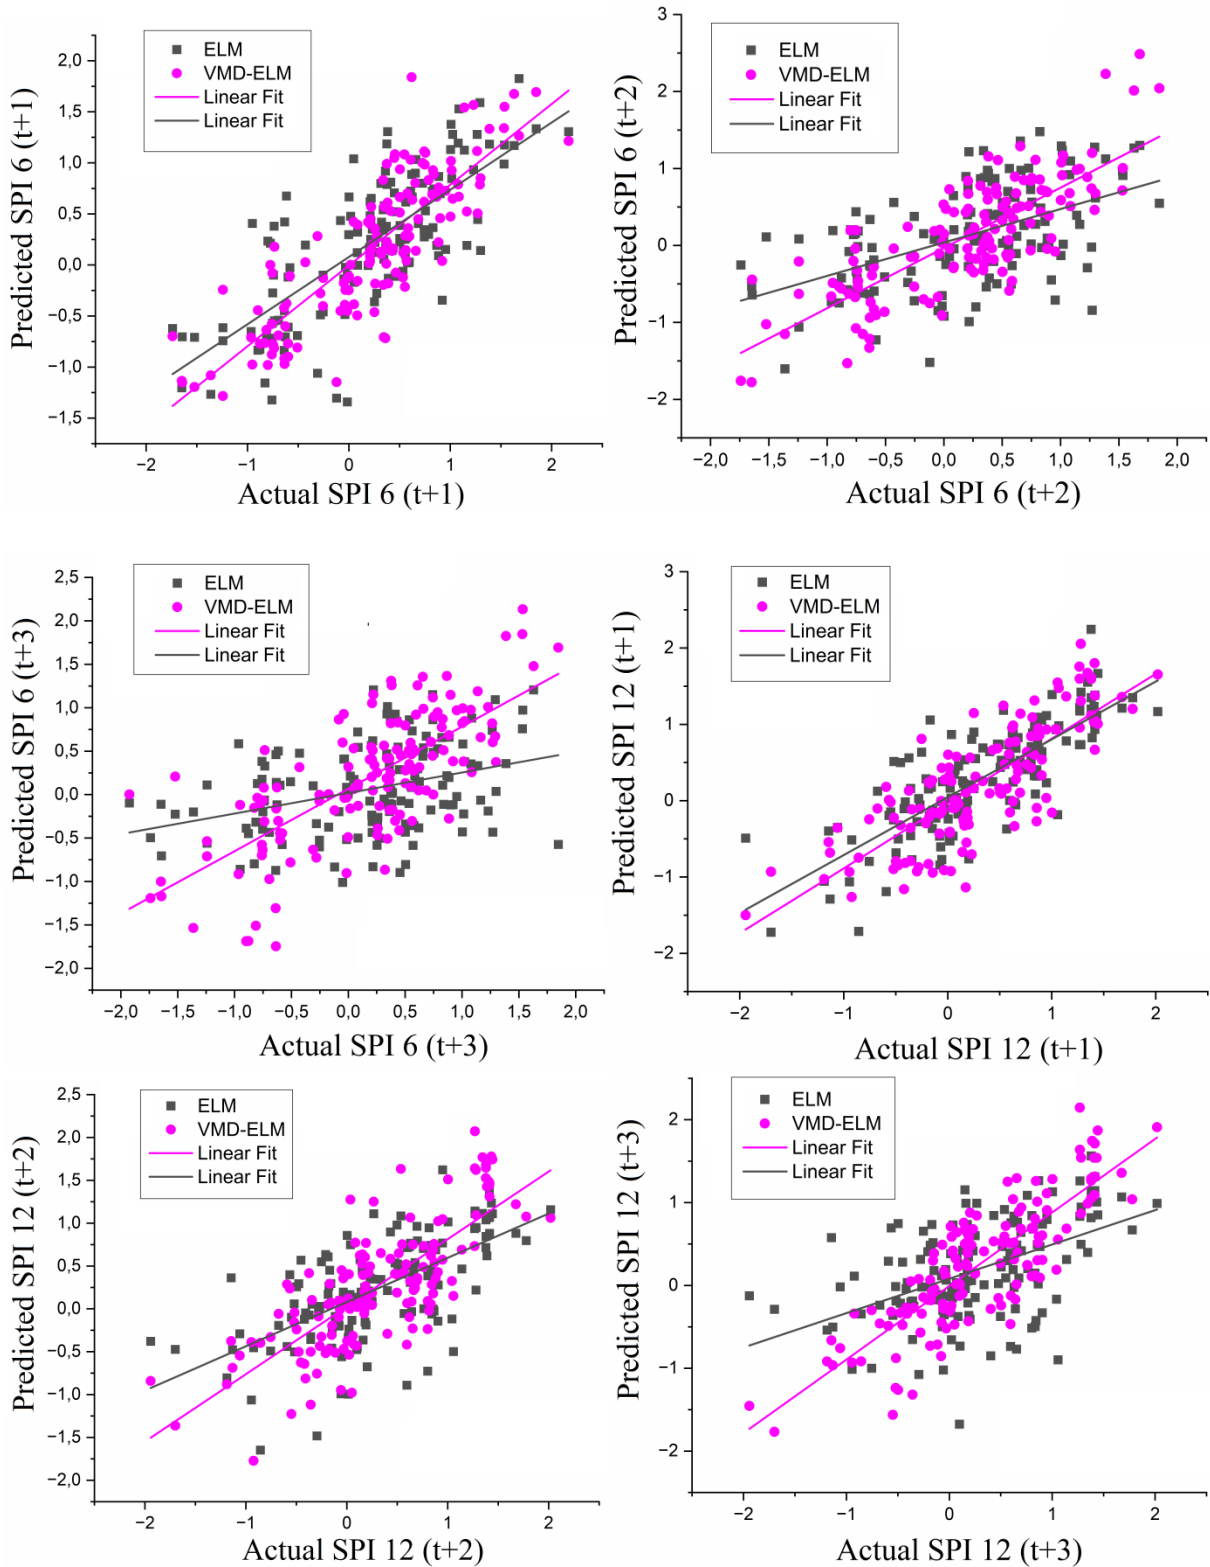 ELM
VMD-ELM
Linear Fit
Linear Fit
2,0
1,5
1,0
0,5
0,0
−0,5
−1,0
−1,5
−2
−1
0
1
2
Predicted SPI 6 (t+1)
Actual SPI 6 (t+1)
ELM
VMD-ELM
Linear Fit
Linear Fit
3
2
1
0
−1
−2
−2,0
−1,5
−1,0
−0,5
0,0
0,5
1,0
1,5
2,0
Predicted SPI 6 (t+2)
Actual SPI 6 (t+2)
ELM
VMD-ELM
Linear Fit
Linear Fit
2,5
2,0
1,5
1,0
0,5
0,0
−0,5
−1,0
−1,5
−2,0
−2,0
−1,5
−1,0
−0,5
0,0
0,5
1,0
1,5
2,0
Predicted SPI 6 (t+3)
Actual SPI 6 (t+3)
ELM
VMD-ELM
Linear Fit
Linear Fit
3
2
1
0
−1
−2
−2
−1
0
1
2
Predicted SPI 12 (t+1)
Actual SPI 12 (t+1)
ELM
VMD-ELM
Linear Fit
Linear Fit
2,5
2,0
1,5
1,0
0,5
0,0
−0,5
−1,0
−1,5
−2,0
−2
−1
0
1
2
Predicted SPI 12 (t+2)
Actual SPI 12 (t+2)
ELM
VMD-ELM
Linear Fit
Linear Fit
2
1
0
−1
−2
−2
−1
0
1
2
Predicted SPI 12 (t+3)
Actual SPI 12 (t+3)